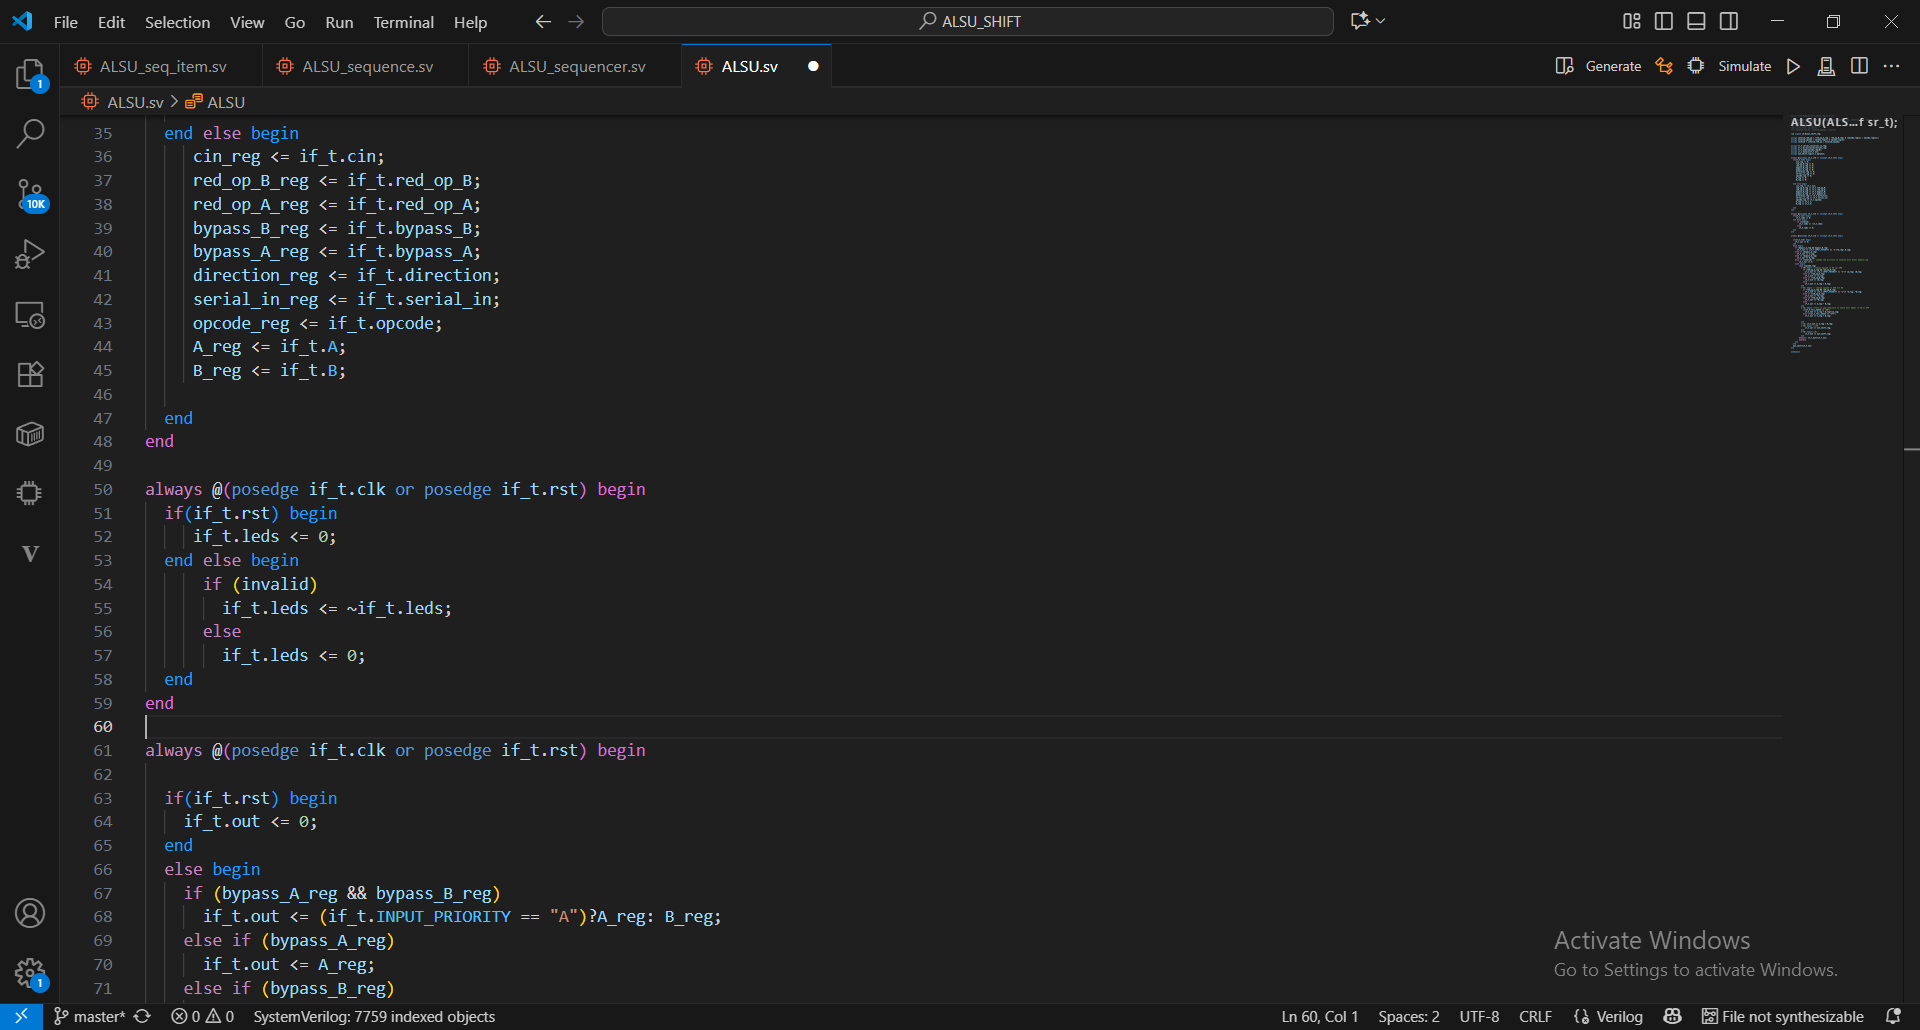 File Edit Selection View Go Run Terminal Help
ALSU_SHIFT
ALSU_seq_item.sv ALSU_sequence.sv ALSU_sequencer.sv ALSU.sv
Generate Simulate
ALSU.sv > ALSU
1
10K
V
1
35 end else begin
36 cin_reg <= if_t.cin;
37 red_op_B_reg <= if_t.red_op_B;
38 red_op_A_reg <= if_t.red_op_A;
39 bypass_B_reg <= if_t.bypass_B;
40 bypass_A_reg <= if_t.bypass_A;
41 direction_reg <= if_t.direction;
42 serial_in_reg <= if_t.serial_in;
43 opcode_reg <= if_t.opcode;
44 A_reg <= if_t.A;
45 B_reg <= if_t.B;
46
47 end
48 end
49
50 always @(posedge if_t.clk or posedge if_t.rst) begin
51 if(if_t.rst) begin
52 if_t.leds <= 0;
53 end else begin
54 if (invalid)
55 if_t.leds <= ~if_t.leds;
56 else
57 if_t.leds <= 0;
58 end
59 end
60
61 always @(posedge if_t.clk or posedge if_t.rst) begin
62
63 if(if_t.rst) begin
64 if_t.out <= 0;
65 end
66 else begin
67 if (bypass_A_reg && bypass_B_reg)
68 if_t.out <= (if_t.INPUT_PRIORITY == "A")?A_reg: B_reg;
69 else if (bypass_A_reg)
70 if_t.out <= A_reg;
71 else if (bypass_B_reg)
ALSU(ALS...f sr_t);
Activate Windows
Go to Settings to activate Windows.
master* 0 0 SystemVerilog: 7759 indexed objects
Ln 60, Col 1 Spaces: 2 UTF-8 CRLF Verilog File not synthesizable